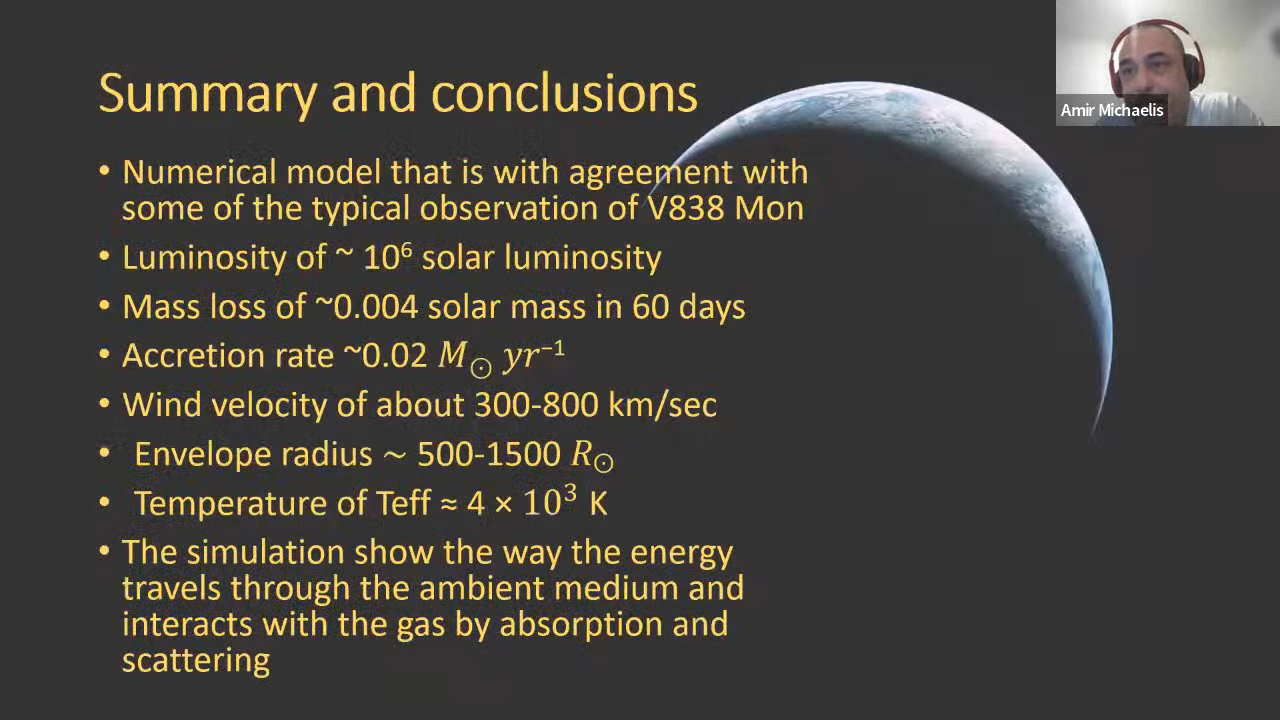 Summary and conclusions
Amir Michaelis
• Numerical model that is with agreement with
some of the typical observation of V838 Mon
• Luminosity of ~ 10⁶ solar luminosity
• Mass loss of ~0.004 solar mass in 60 days
• Accretion rate ~0.02 M☉ yr⁻¹
• Wind velocity of about 300-800 km/sec
• Envelope radius ~ 500-1500 R☉
• Temperature of Teff ≈ 4 × 10³ K
• The simulation show the way the energy
travels through the ambient medium and
interacts with the gas by absorption and
scattering